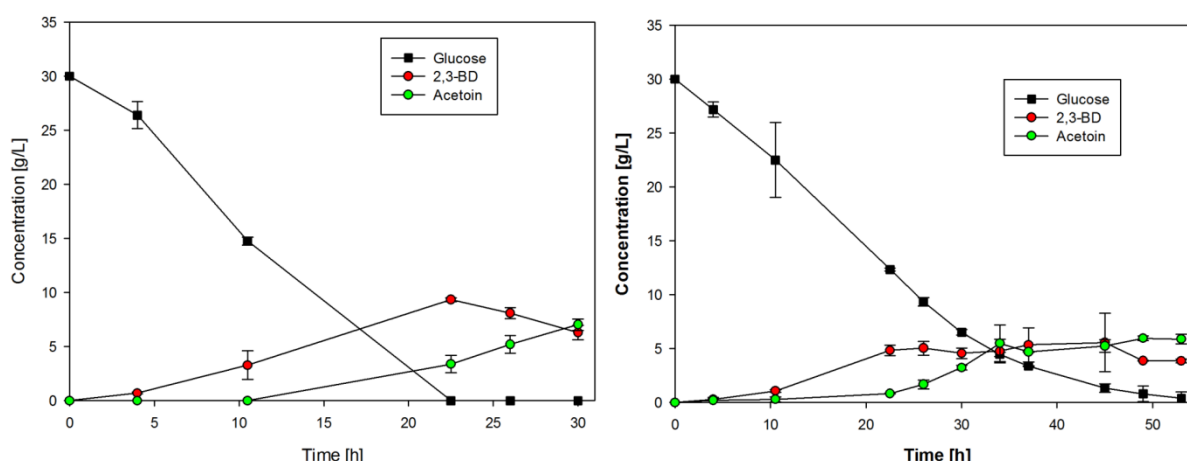 35
30
25
20
15
10
5
0
Concentration [g/L]
Glucose
2,3-BD
Acetoin
0 5 10 15 20 25 30
Time [h]
35
30
25
20
15
10
5
0
Concentration [g/L]
Glucose
2,3-BD
Acetoin
0 10 20 30 40 50
Time [h]